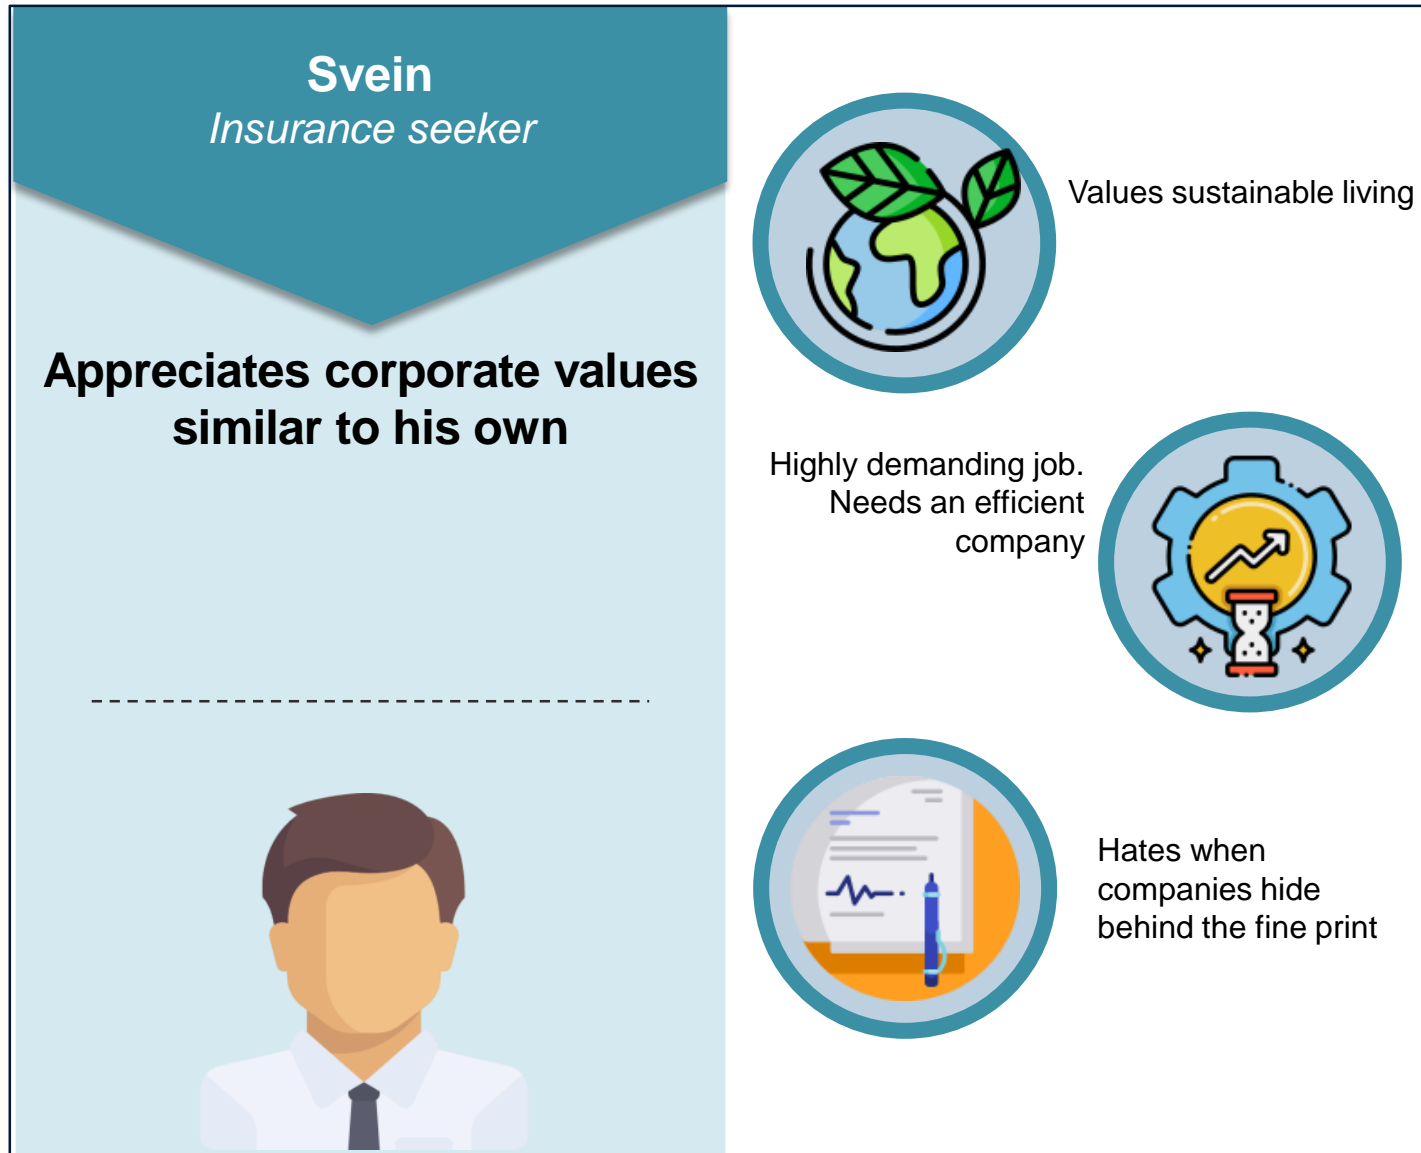 Svein
Insurance seeker
Appreciates corporate values
similar to his own
Values sustainable living
Highly demanding job.
Needs an efficient
company
Hates when
companies hide
behind the fine print